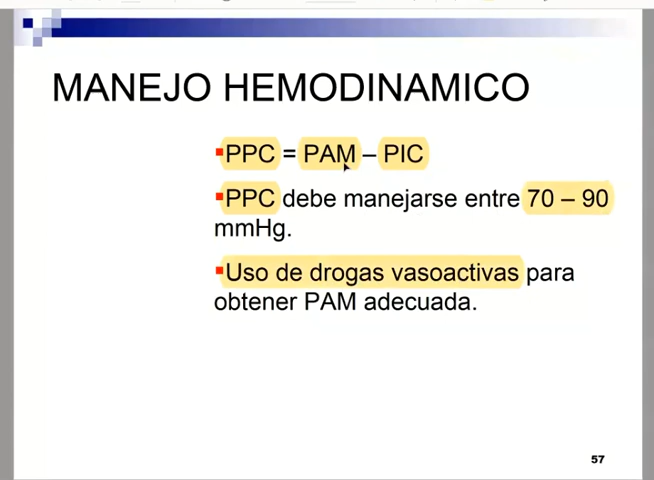 MANEJO HEMODINAMICO
PPC = PAM – PIC
PPC debe manejarse entre 70 – 90
mmHg.
Uso de drogas vasoactivas para
obtener PAM adecuada.
57